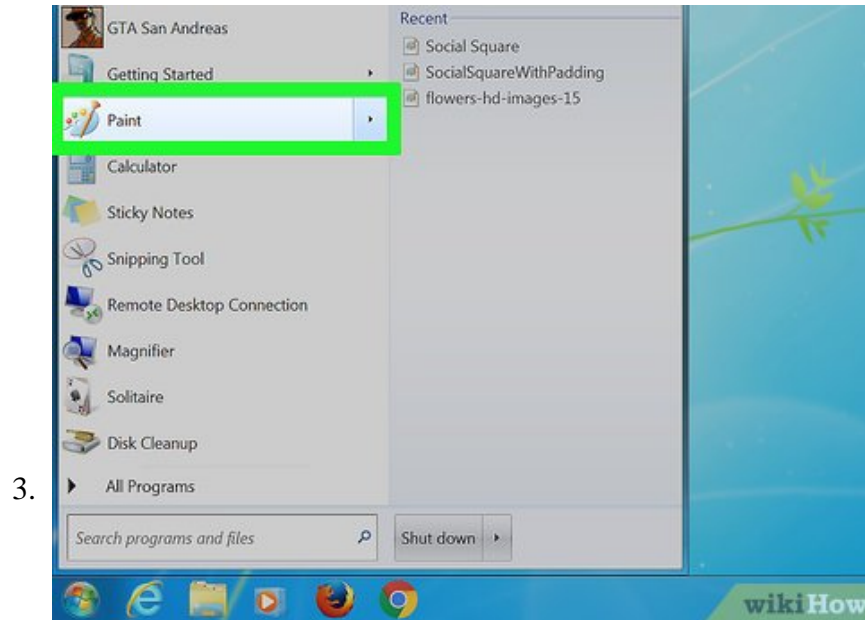 GTA San Andreas
Getting Started
Paint
Calculator
Sticky Notes
Snipping Tool
Remote Desktop Connection
Magnifier
Solitaire
Disk Cleanup
3.
All Programs
Search programs and files
Recent
Social Square
SocialSquareWithPadding
flowers-hd-images-15
Shut down
wikiHow